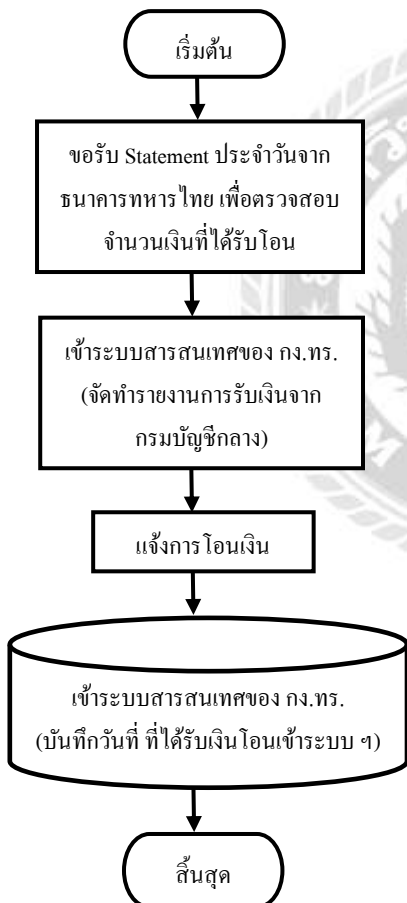 เริ่มต้น
ขอรับ Statement ประจำวันจาก
ธนาคารทหารไทย เพื่อตรวจสอบ
จำนวนเงินที่ได้รับโอน
เข้าระบบสารสนเทศของ กง.ทร.
(จัดทำรายงานการรับเงินจาก
กรมบัญชีกลาง)
แจ้งการโอนเงิน
เข้าระบบสารสนเทศของ กง.ทร.
(บันทึกวันที่ ที่ได้รับเงินโอนเข้าระบบ ฯ)
สิ้นสุด